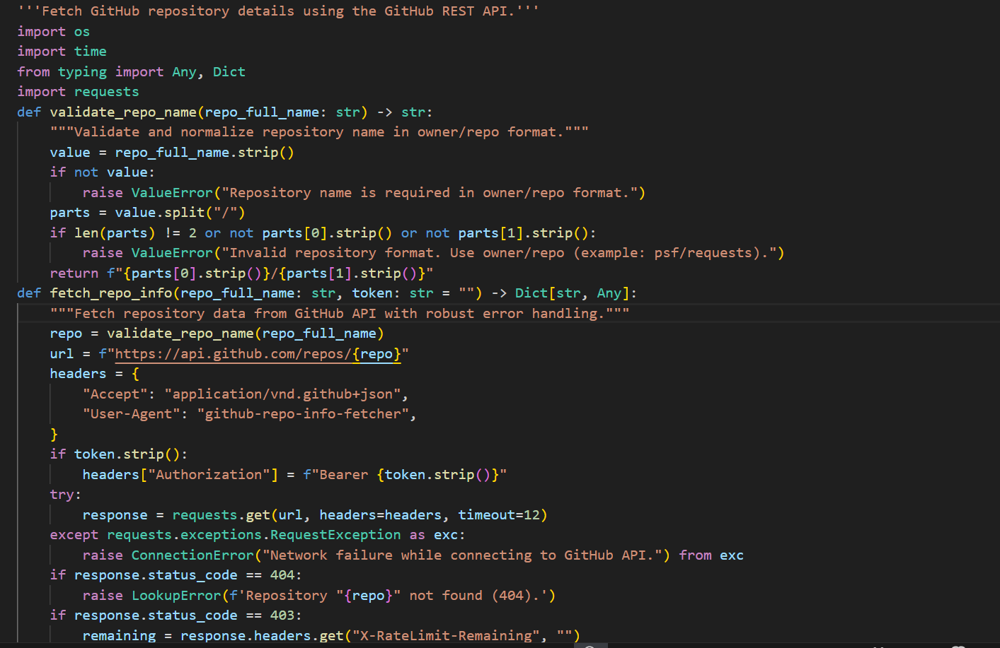 '''Fetch GitHub repository details using the GitHub REST API.'''
import os
import time
from typing import Any, Dict
import requests
def validate_repo_name(repo_full_name: str) -> str:
    """Validate and normalize repository name in owner/repo format."""
    value = repo_full_name.strip()
    if not value:
        raise ValueError("Repository name is required in owner/repo format.")
    parts = value.split("/")
    if len(parts) != 2 or not parts[0].strip() or not parts[1].strip():
        raise ValueError("Invalid repository format. Use owner/repo (example: psf/requests).")
    return f"{parts[0].strip()}/{parts[1].strip()}"
def fetch_repo_info(repo_full_name: str, token: str = "") -> Dict[str, Any]:
    """Fetch repository data from GitHub API with robust error handling."""
    repo = validate_repo_name(repo_full_name)
    url = f"https://api.github.com/repos/{repo}"
    headers = {
        "Accept": "application/vnd.github+json",
        "User-Agent": "github-repo-info-fetcher",
    }
    if token.strip():
        headers["Authorization"] = f"Bearer {token.strip()}"
    try:
        response = requests.get(url, headers=headers, timeout=12)
    except requests.exceptions.RequestException as exc:
        raise ConnectionError("Network failure while connecting to GitHub API.") from exc
    if response.status_code == 404:
        raise LookupError(f'Repository "{repo}" not found (404).')
    if response.status_code == 403:
        remaining = response.headers.get("X-RateLimit-Remaining", "")